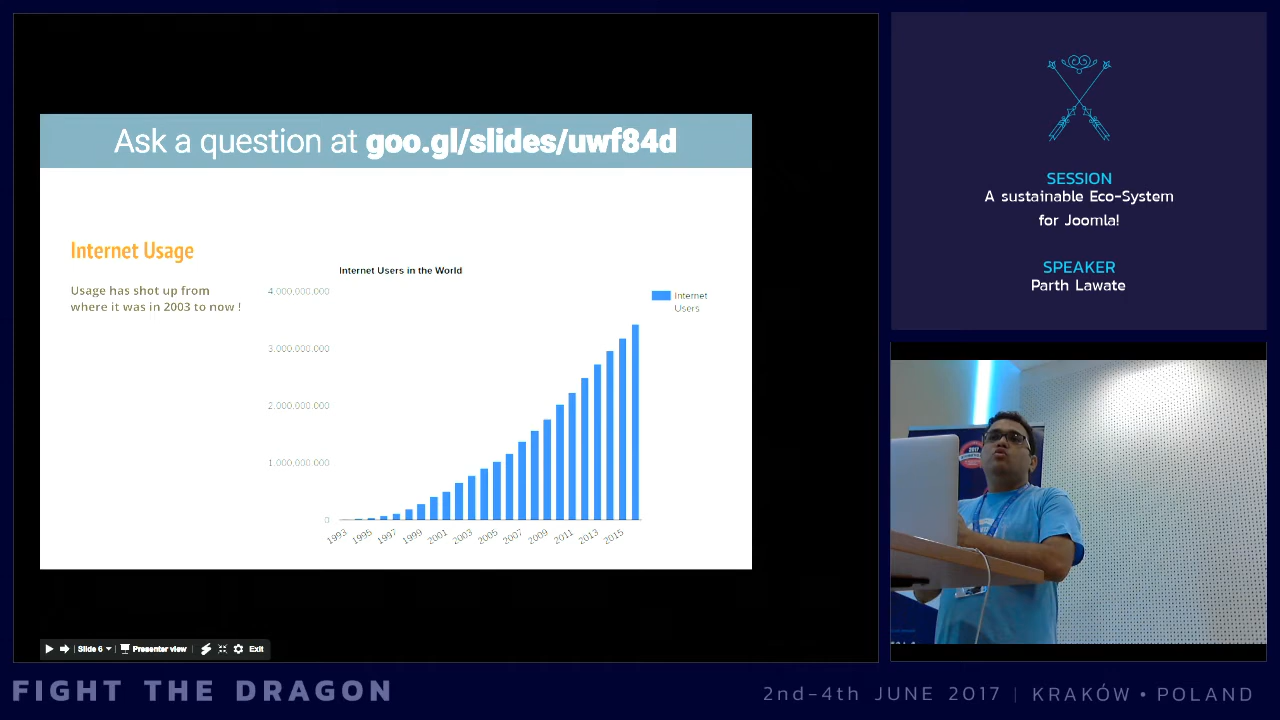 Ask a question at goo.gl/slides/uwf84d
Internet Usage
Usage has shot up from
where it was in 2003 to now !
Internet Users in the World
4,000,000,000
3,000,000,000
2,000,000,000
1,000,000,000
0
1993 1995 1997 1999 2001 2003 2005 2007 2009 2011 2013 2015
Internet
Users
Slide 6
Presenter view
Exit
SESSION
A sustainable Eco-System
for Joomla!
SPEAKER
Parth Lawate
2017
FIGHT THE DRAGON
2nd-4th JUNE 2017 | KRAKÓW • POLAND